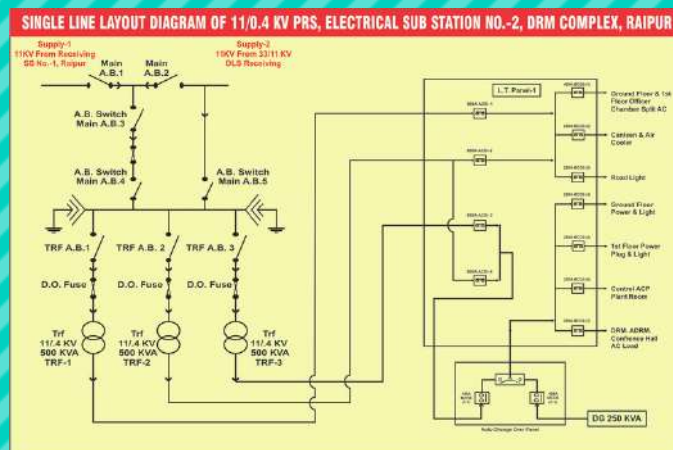 SINGLE LINE LAYOUT DIAGRAM OF 11/0.4 KV PRS, ELECTRICAL SUB STATION NO.-2, DRM COMPLEX, RAIPUR
Supply-1
11KV From Receiving
SS No.-1, Raipur
Main
A.B.1
Main
A.B.2
Supply-2
11KV From 33/11 KV
DLS Receiving
A.B. Switch
Main A.B.3
A.B. Switch
Main A.B.4
A.B. Switch
Main A.B.5
TRF A.B.1
TRF A.B. 2
TRF A.B. 3
D.O. Fuse
D.O. Fuse
D.O. Fuse
Trf
11/.4 KV
500 KVA
TRF-1
Trf
11/.4 KV
500 KVA
TRF-2
Trf
11/.4 KV
500 KVA
TRF-3
L.T. Panel-1
Ground Floor & 1st
Floor Officer
Chamber Split AC
Canteen & Air
Cooler
Road Light
Ground Floor
Power & Light
1st Floor Power
Plug & Light
Control ACP
Plant Room
DRM, ADRM,
Confrence Hall
AC Load
Auto Change Over Panel
DG 250 KVA